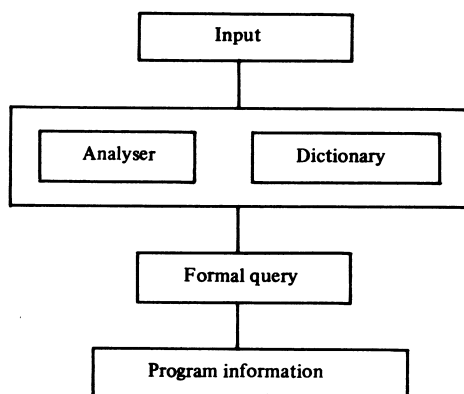 Input
Analyser
Dictionary
Formal query
Program information